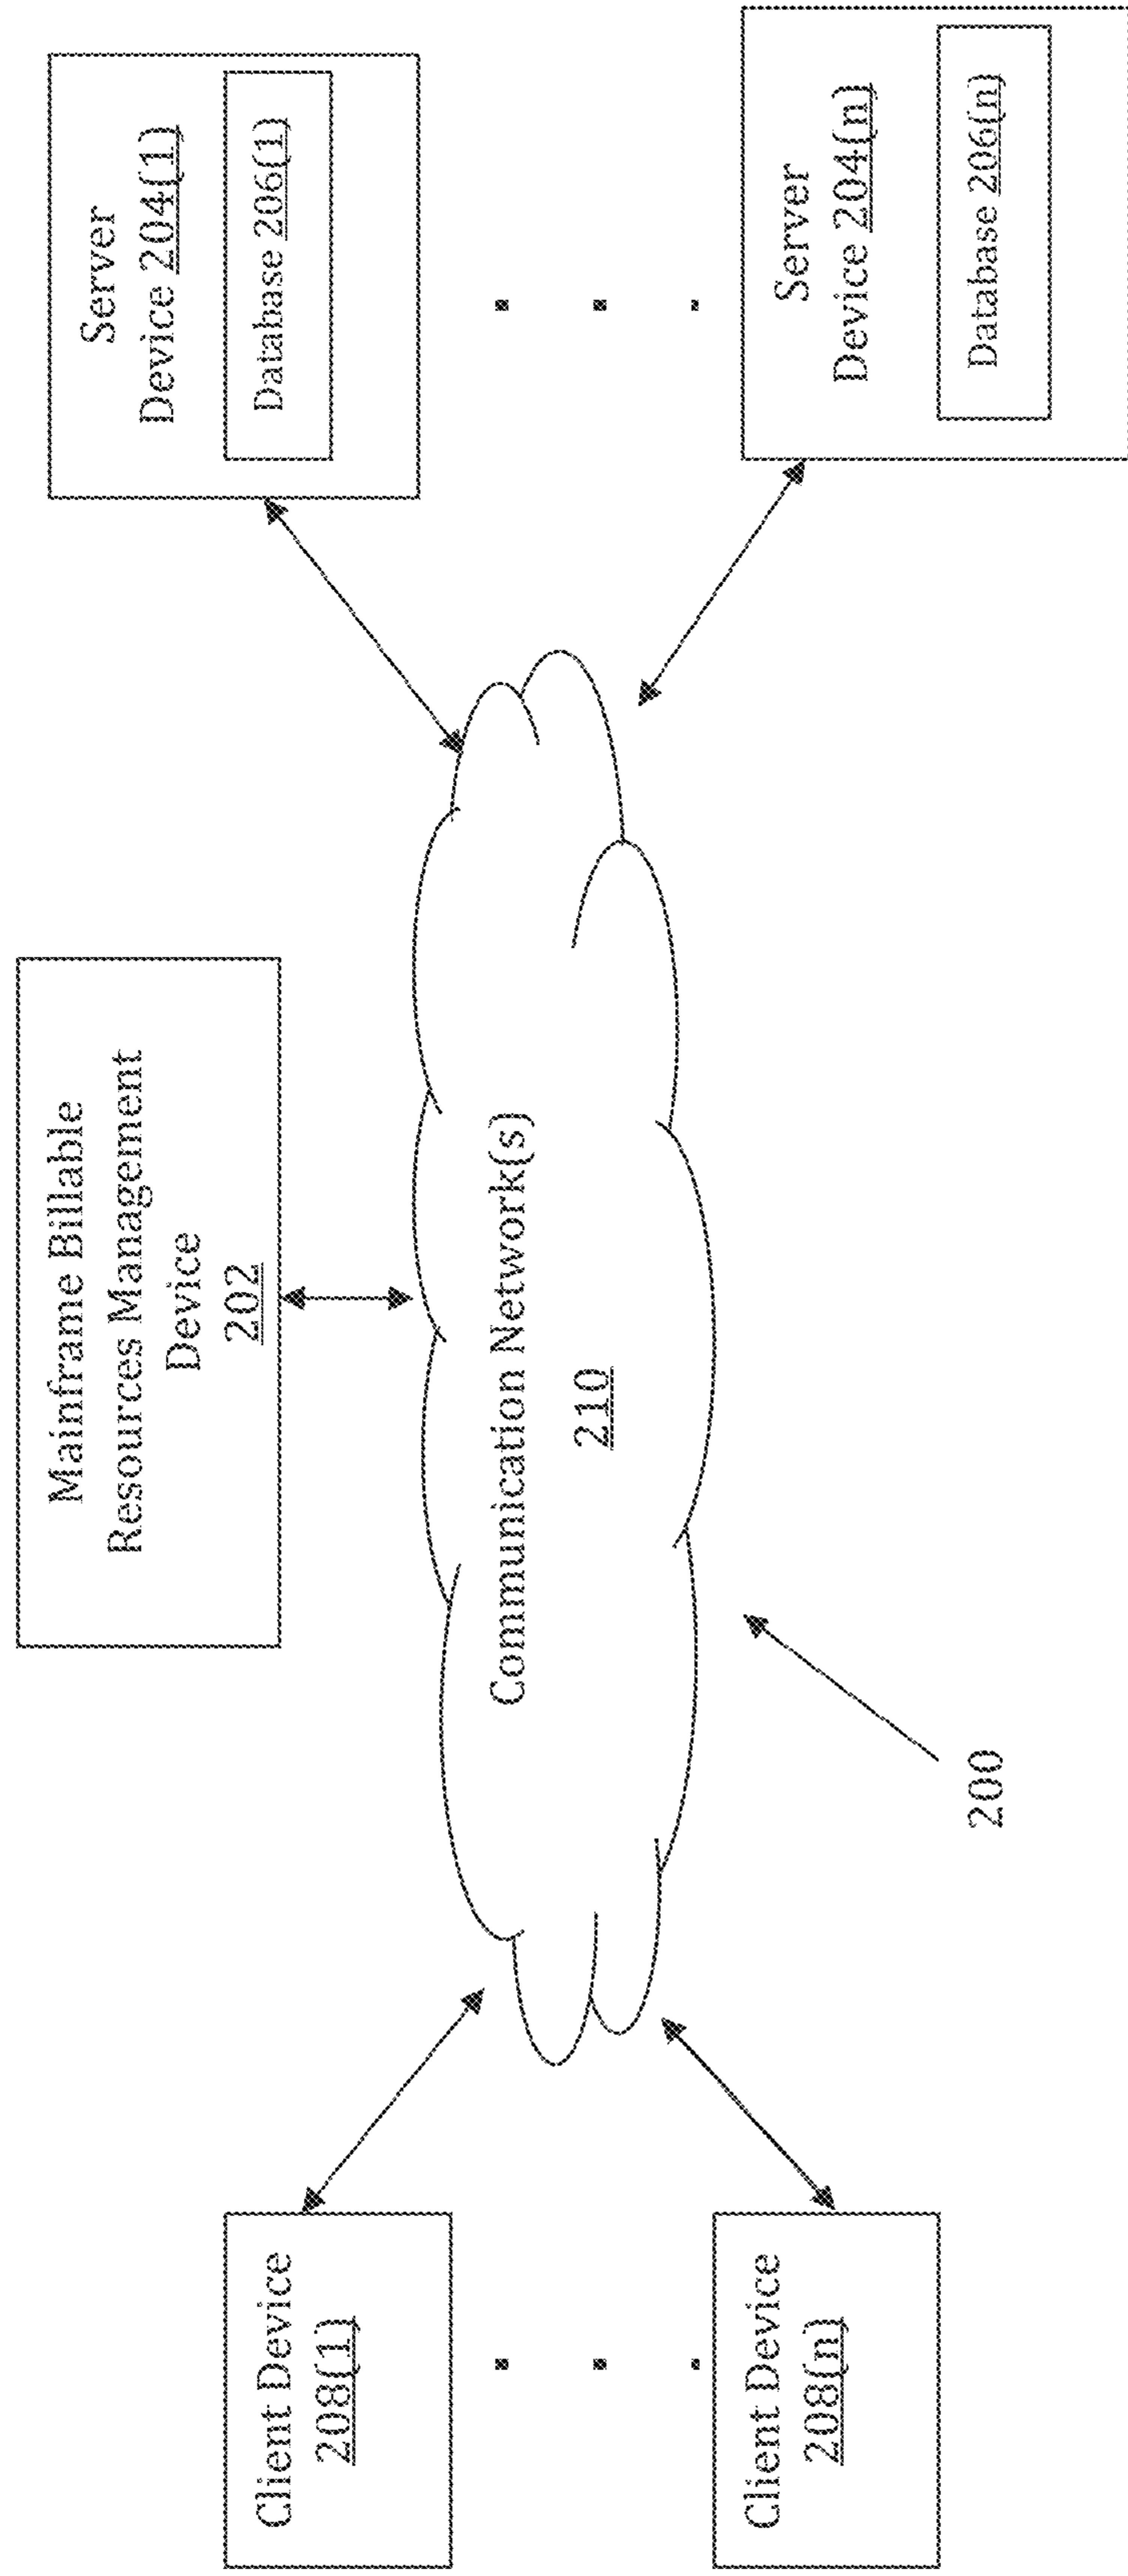 Mainframe Billable
Resources Management
Device
202
Server
Device 204(1)
Database 206(1)
Client Device
208(1)
Communication Network(s)
210
Server
Device 204(n)
Database 206(n)
Client Device
208(n)
200